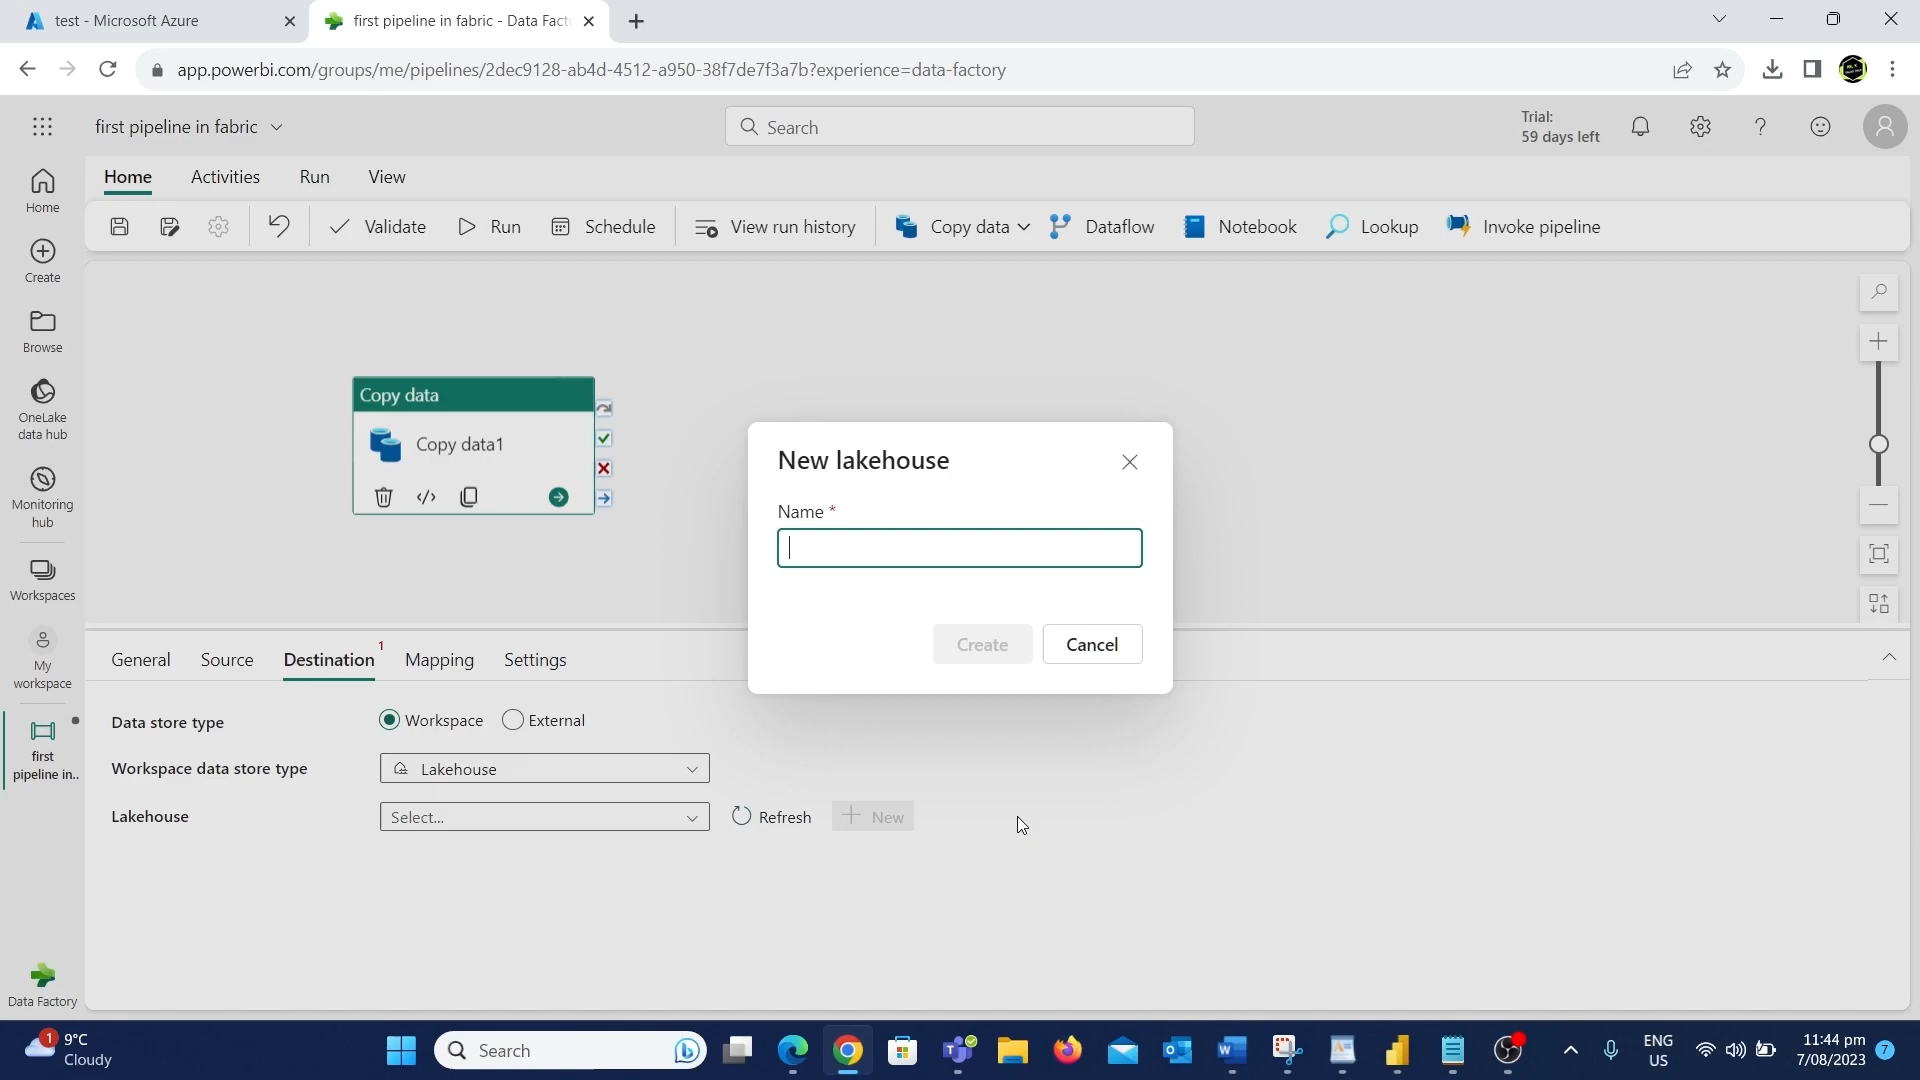 test - Microsoft Azure
first pipeline in fabric - Data Fact
app.powerbi.com/groups/me/pipelines/2dec9128-ab4d-4512-a950-38f7de7f3a7b?experience=data-factory
first pipeline in fabric
Search
Trial:
59 days left
Home
Activities
Run
View
Validate
Run
Schedule
View run history
Copy data
Dataflow
Notebook
Lookup
Invoke pipeline
Home
Create
Browse
OneLake
data hub
Monitoring
hub
Workspaces
My
workspace
first
pipeline in..
Data Factory
Copy data
Copy data1
New lakehouse
Name *
Create
Cancel
General
Source
Destination
1
Mapping
Settings
Data store type
Workspace
External
Workspace data store type
Lakehouse
Lakehouse
Select...
Refresh
New
1
9°C
Cloudy
Search
ENG
US
11:44 pm
7/08/2023
7